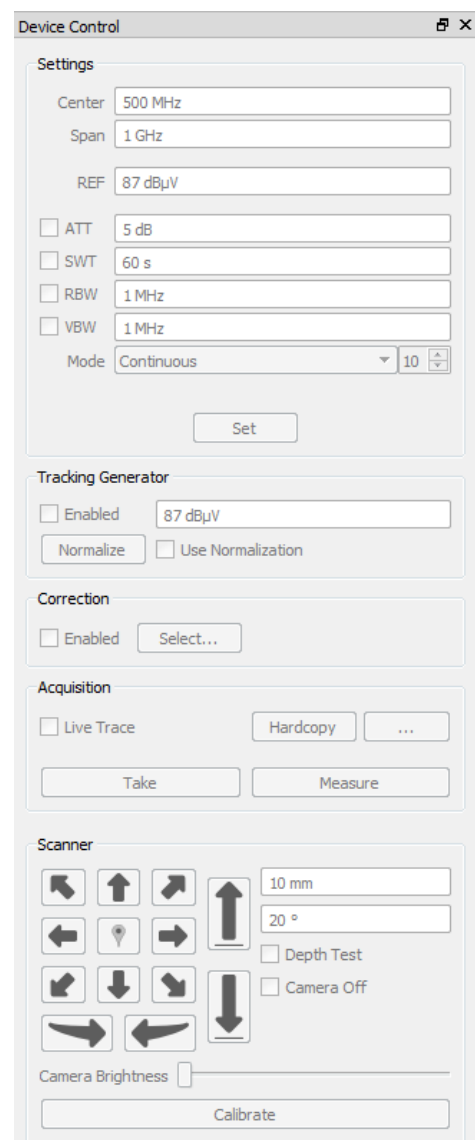 Device Control
Settings
Center 500 MHz
Span 1 GHz
REF 87 dBµV
ATT 5 dB
SWT 60 s
RBW 1 MHz
VBW 1 MHz
Mode Continuous 10
Set
Tracking Generator
Enabled 87 dBµV
Normalize Use Normalization
Correction
Enabled Select...
Acquisition
Live Trace Hardcopy ...
Take Measure
Scanner
10 mm
20 °
Depth Test
Camera Off
Camera Brightness
Calibrate